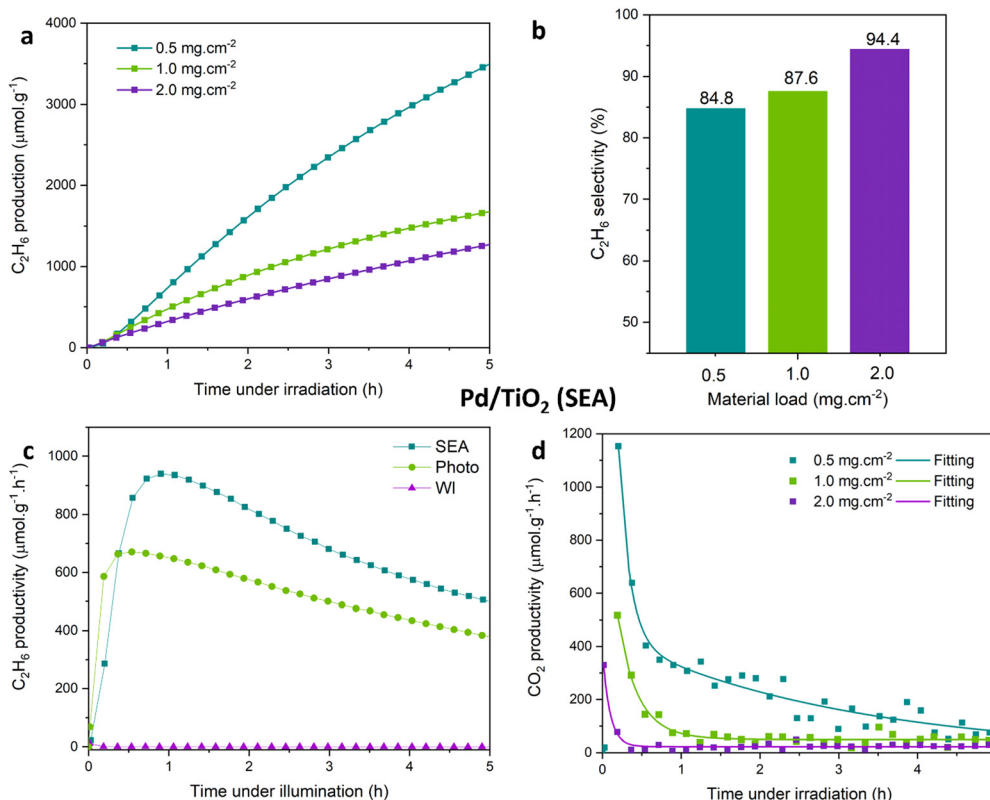 a
C₂H₆ production (μmol.g⁻¹)
4000
3000
2000
1000
0
0.5 mg.cm⁻²
1.0 mg.cm⁻²
2.0 mg.cm⁻²
0 1 2 3 4 5
Time under irradiation (h)
b
C₂H₆ selectivity (%)
100
95
90
85
80
75
70
65
60
50
84.8
87.6
94.4
0.5 1.0 2.0
Material load (mg.cm⁻²)
Pd/TiO₂ (SEA)
c
C₂H₆ productivity (μmol.g⁻¹.h⁻¹)
1000
800
600
400
200
0
SEA
Photo
WI
0 1 2 3 4 5
Time under illumination (h)
d
CO₂ productivity (μmol.g⁻¹.h⁻¹)
1200
1000
800
600
400
200
0
0.5 mg.cm⁻² Fitting
1.0 mg.cm⁻² Fitting
2.0 mg.cm⁻² Fitting
0 1 2 3 4 5
Time under irradiation (h)